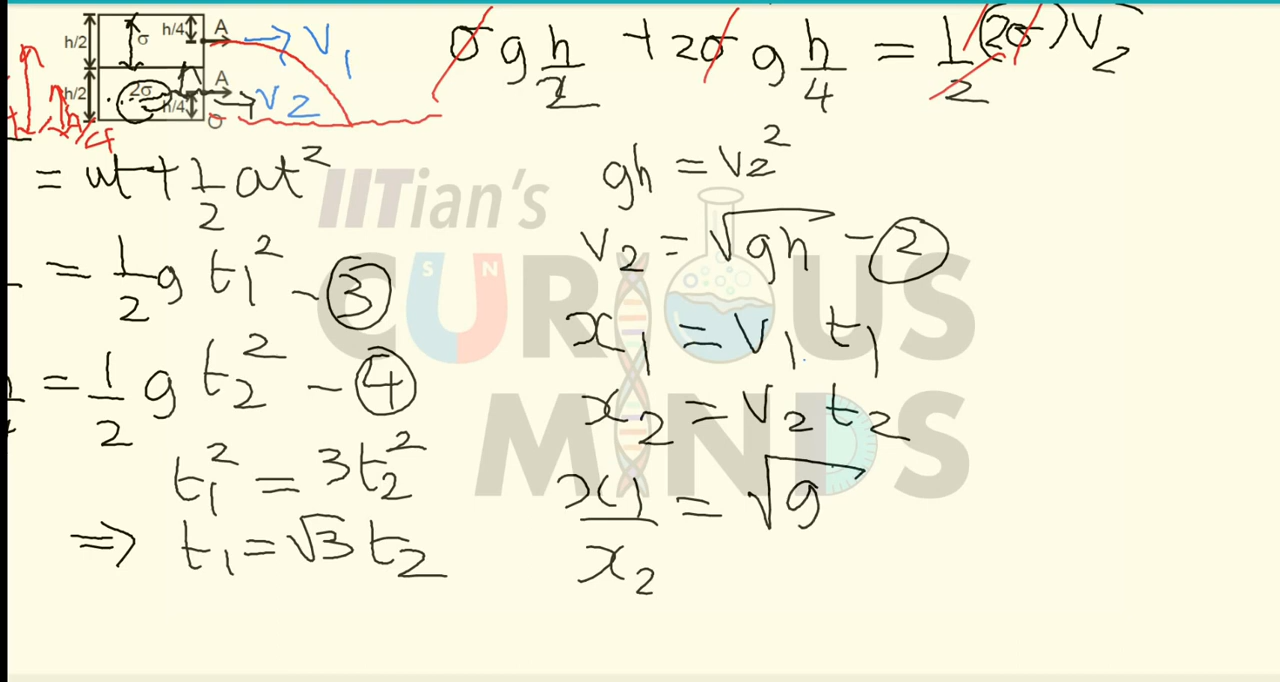 h/2 σ h/4 A V₁
h/2 2σ h/4 A V₂
σ g h/2 + 2σ g h/4 = 1/2 (2σ) V₂
= ut + 1/2 at²
gh = V₂²
IITian's
V₂ = √gh - ②
= 1/2 g t₁² - ③
S N
CURIOUS
x₁ = V₁ t₁
= 1/2 g t₂² - ④
x₂ = V₂ t₂
MINDS
t₁² = 3t₂²
x₁/x₂ = √g
⇒ t₁ = √3 t₂